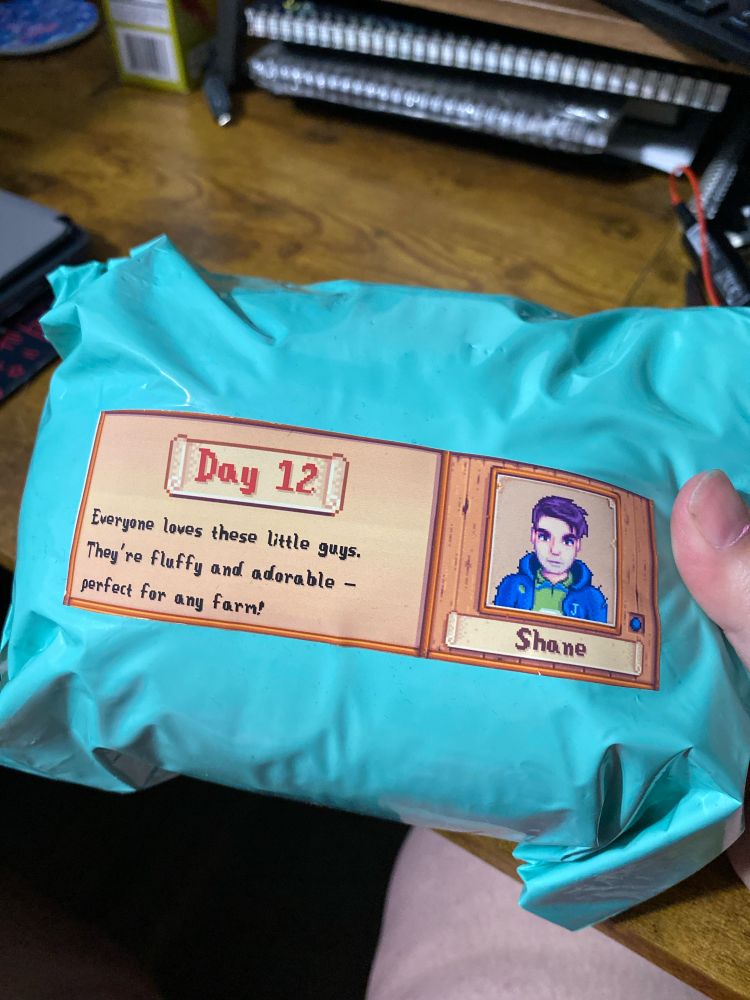 Day 12
Everyone loves these little guys.
They're fluffy and adorable –
perfect for any farm!
Shane